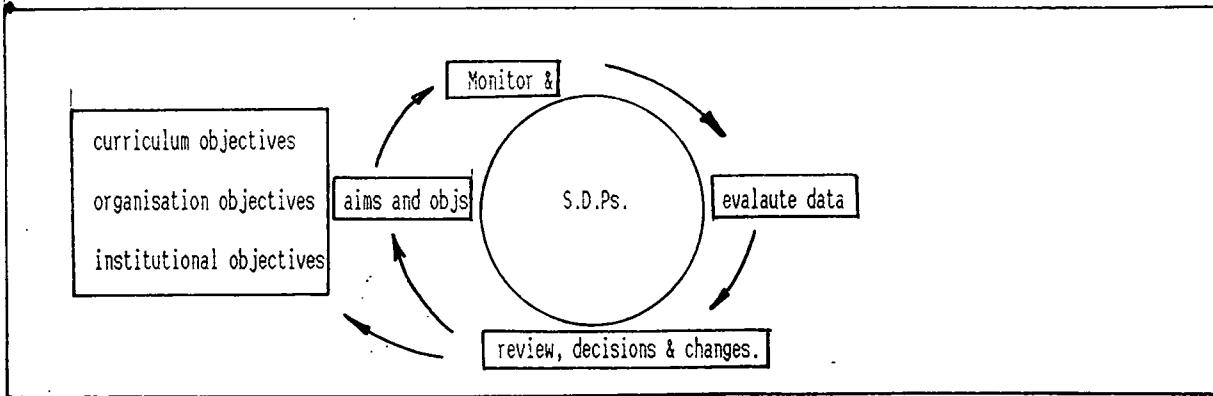 Monitor &
curriculum objectives
organisation objectives
institutional objectives
aims and objs
S.D.Ps.
evalaute data
review, decisions & changes.